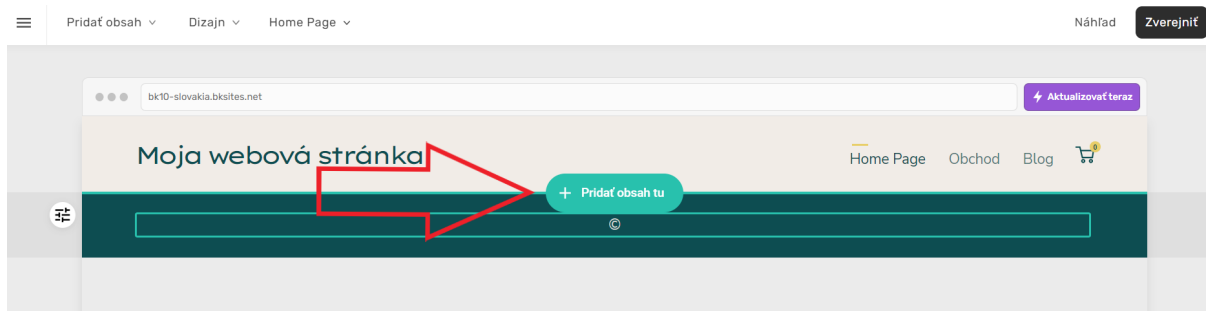 Pridať obsah Dizajn Home Page Náhľad Zverejniť
bk10-slovakia.bksites.net Aktualizovať teraz
Moja webová stránka Home Page Obchod Blog 0
+ Pridať obsah tu
©